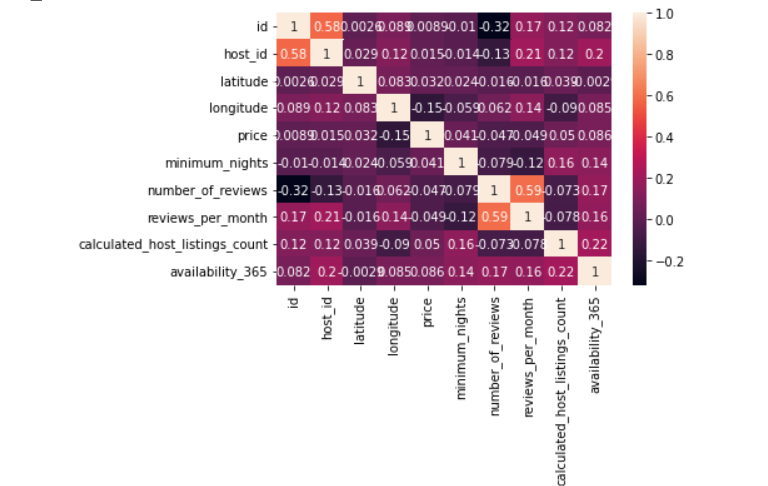 id 1 0.58 0.0026 0.089 0.0089 -0.01 -0.32 0.17 0.12 0.082
host_id 0.58 1 0.029 0.12 0.015 -0.014 -0.13 0.21 0.12 0.2
latitude 0.0026 0.029 1 0.083 0.032 0.024 -0.016 -0.016 0.039 -0.0029
longitude 0.089 0.12 0.083 1 -0.15 -0.059 0.062 0.14 -0.09 0.085
price 0.0089 0.015 0.032 -0.15 1 0.041 -0.047 -0.049 0.05 0.086
minimum_nights -0.01 -0.014 0.024 -0.059 0.041 1 -0.079 -0.12 0.16 0.14
number_of_reviews -0.32 -0.13 -0.016 0.062 -0.047 -0.079 1 0.59 -0.073 0.17
reviews_per_month 0.17 0.21 -0.016 0.14 -0.049 -0.12 0.59 1 -0.078 0.16
calculated_host_listings_count 0.12 0.12 0.039 -0.09 0.05 0.16 -0.073 -0.078 1 0.22
availability_365 0.082 0.2 -0.0029 0.085 0.086 0.14 0.17 0.16 0.22 1
id
host_id
latitude
longitude
price
minimum_nights
number_of_reviews
reviews_per_month
calculated_host_listings_count
availability_365
1.0
0.8
0.6
0.4
0.2
0.0
−0.2